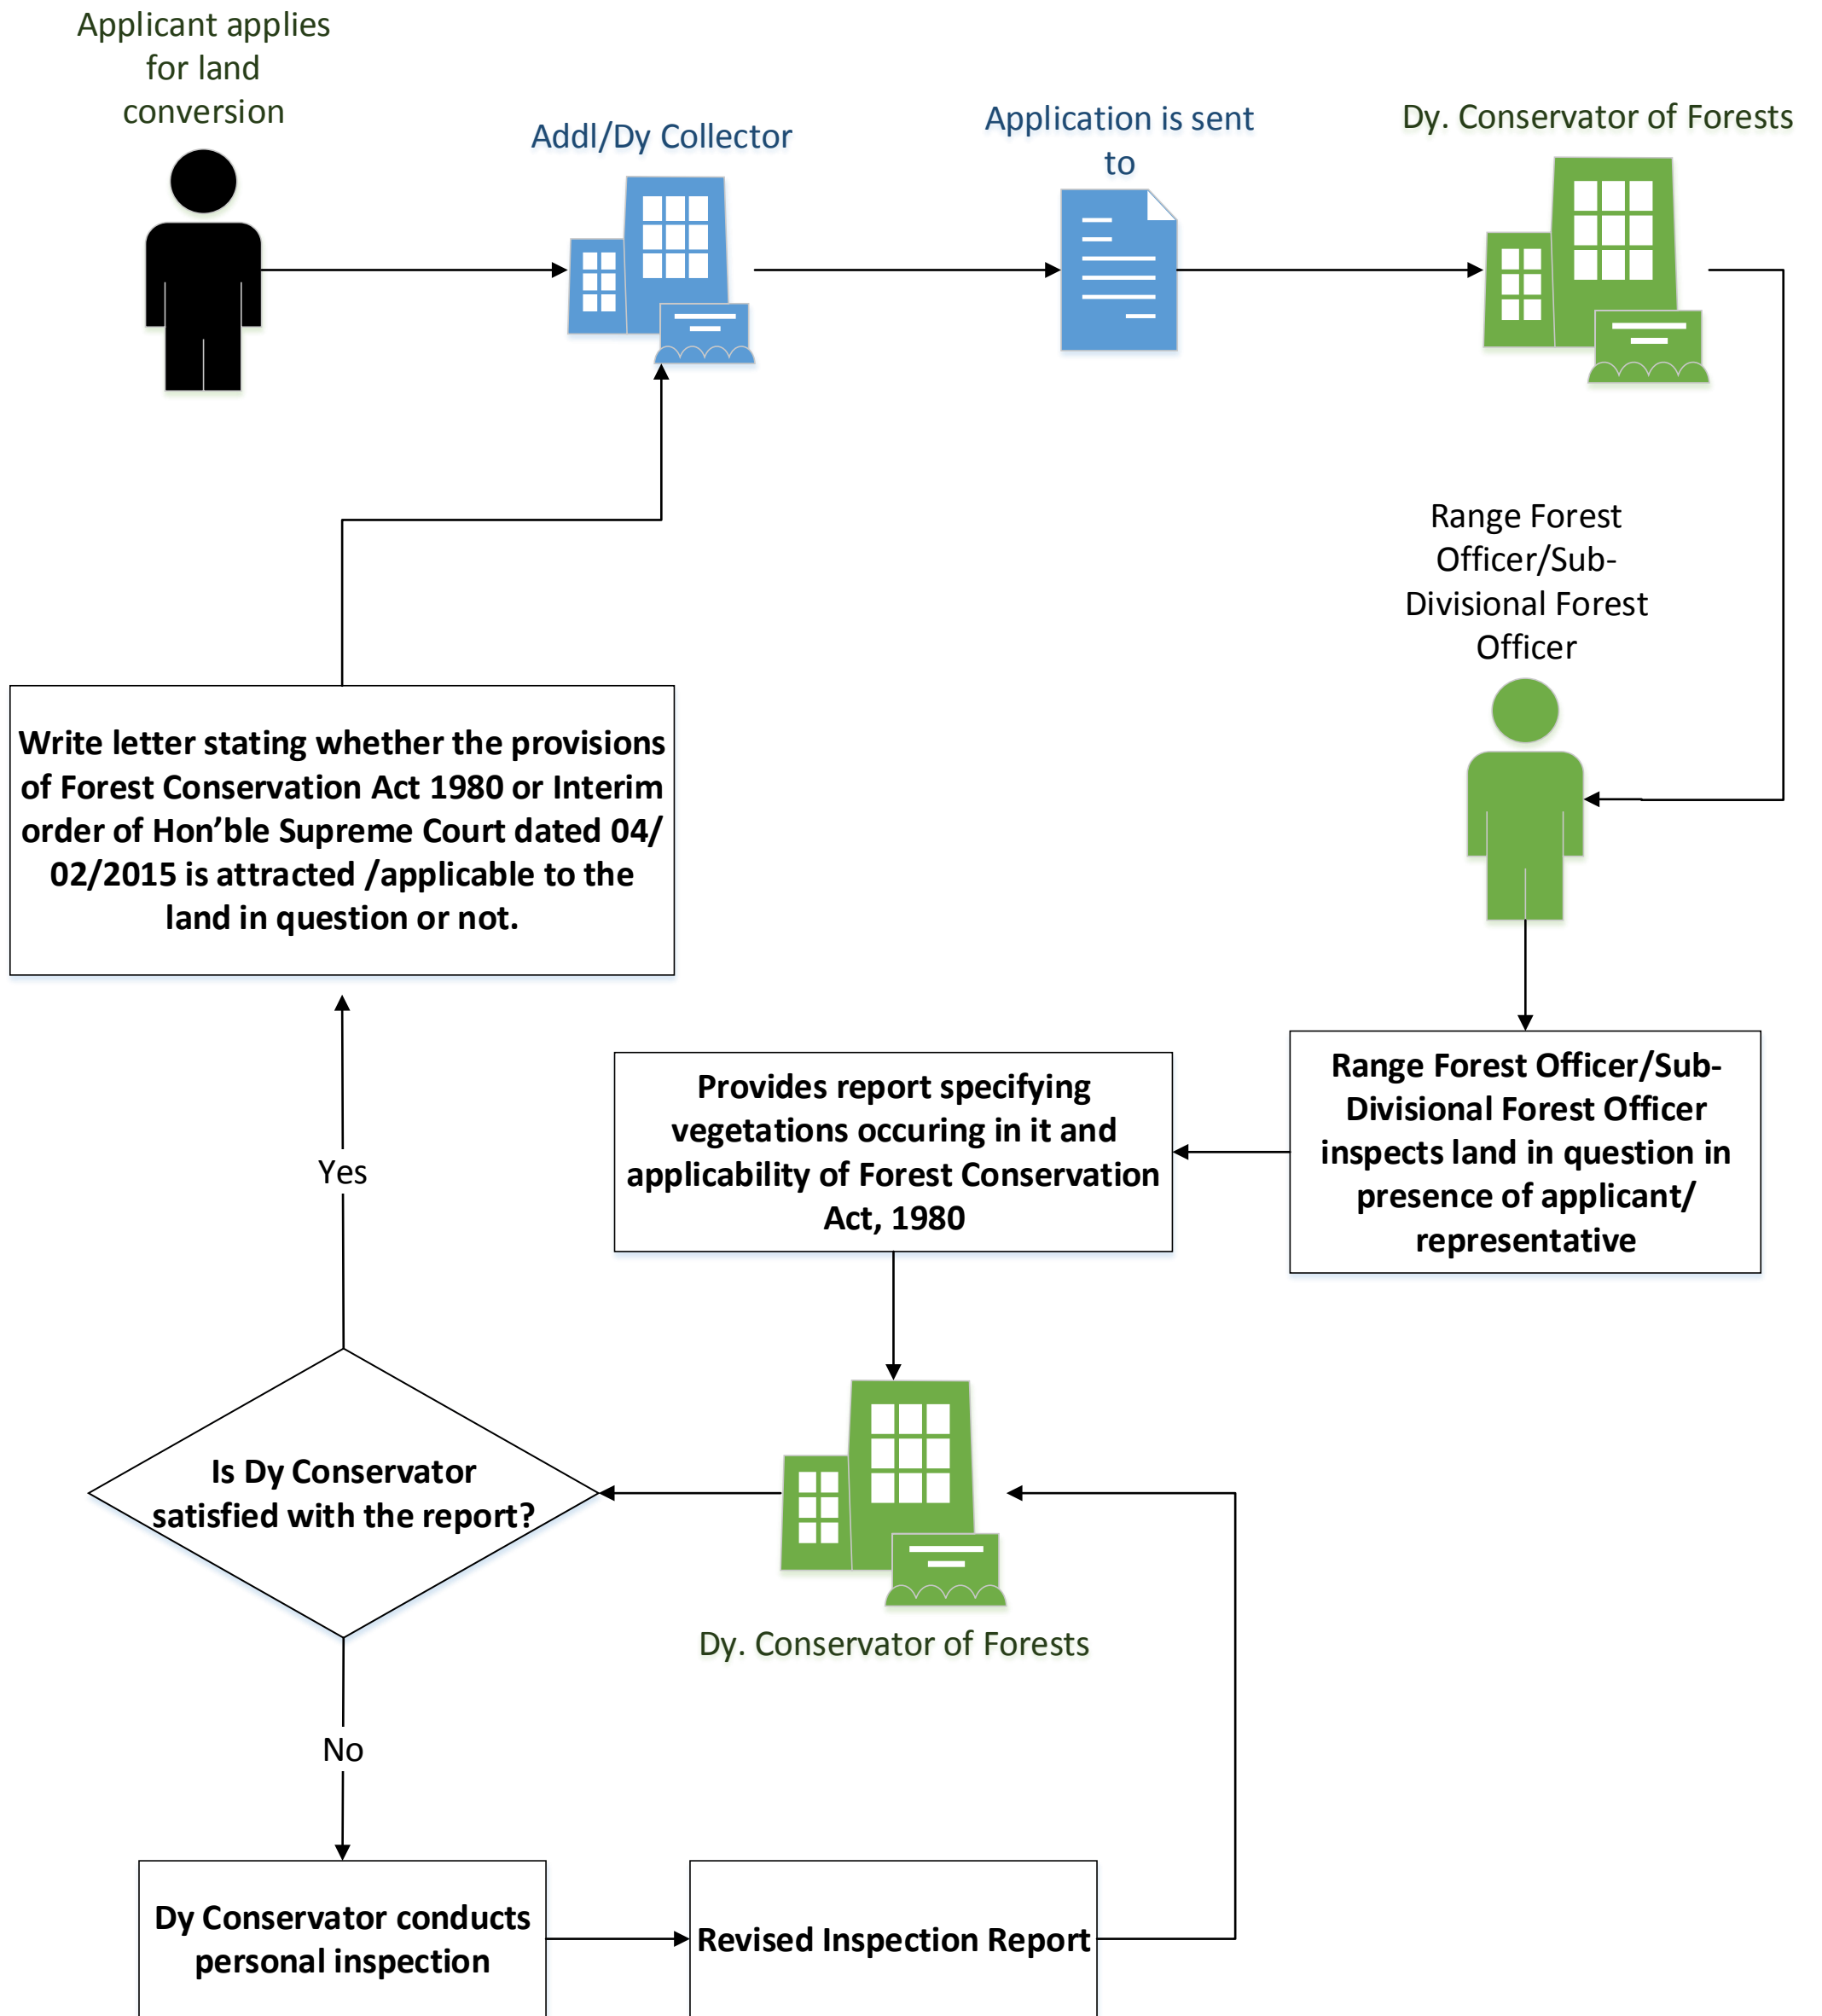 Applicant applies
for land
conversion
Addl/Dy Collector
Application is sent
to
Dy. Conservator of Forests
Range Forest
Officer/Sub-
Divisional Forest
Officer
Write letter stating whether the provisions
of Forest Conservation Act 1980 or Interim
order of Hon’ble Supreme Court dated 04/
02/2015 is attracted /applicable to the
land in question or not.
Range Forest Officer/Sub-
Divisional Forest Officer
inspects land in question in
presence of applicant/
representative
Provides report specifying
vegetations occuring in it and
applicability of Forest Conservation
Act, 1980
Yes
Is Dy Conservator
satisfied with the report?
Dy. Conservator of Forests
No
Dy Conservator conducts
personal inspection
Revised Inspection Report